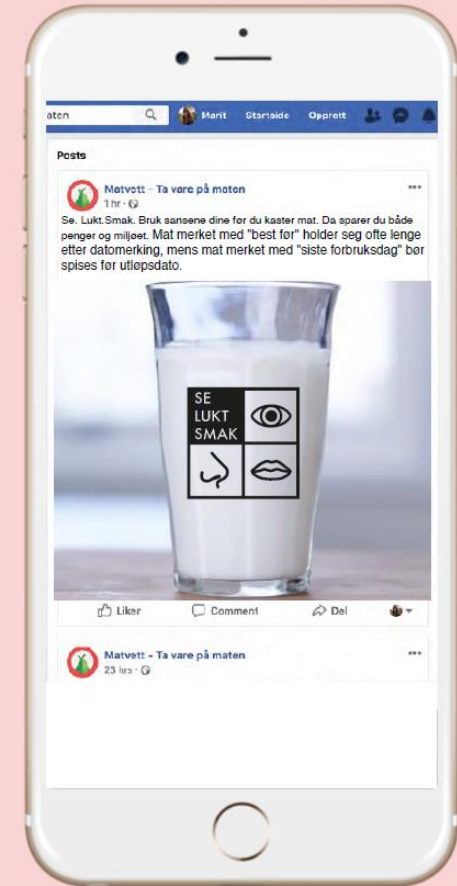 aten
Marit Startside Opprett
Posts
Matvett - Ta vare på maten
1 hr
Se. Lukt.Smak. Bruk sansene dine før du kaster mat. Da sparer du både
penger og miljøet. Mat merket med "best før" holder seg ofte lenge
etter datomerking, mens mat merket med "siste forbruksdag" bør
spises før utløpsdato.
SE
LUKT
SMAK
Liker Comment Del
Matvett - Ta vare på maten
23 hrs